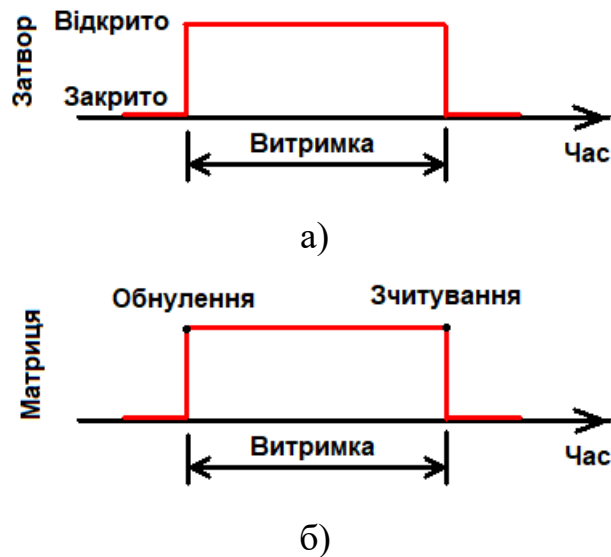 Затвор
Відкрито
Закрито
Витримка
Час
а)
Матриця
Обнулення
Зчитування
Витримка
Час
б)